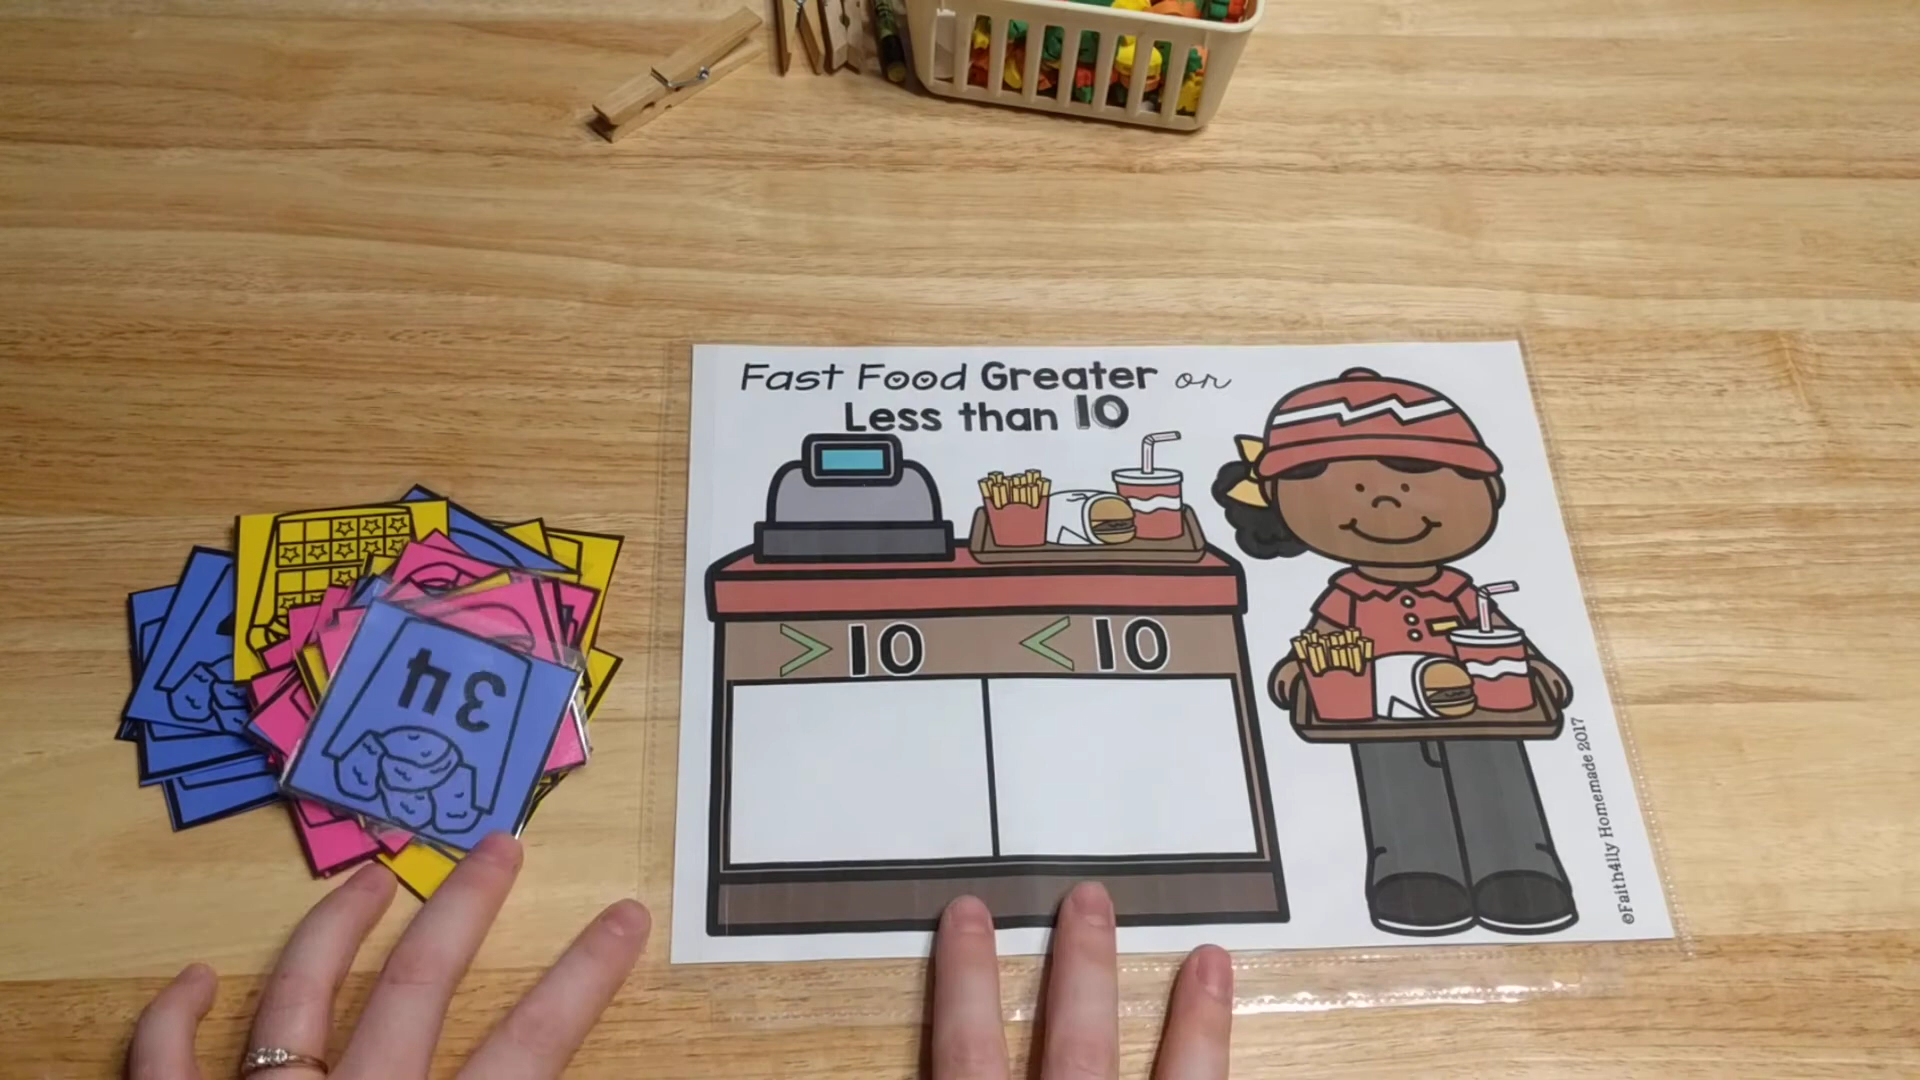 Fast Food Greater or
Less than 10
> 10
< 10
34
©Faith4lly Homemade 2017